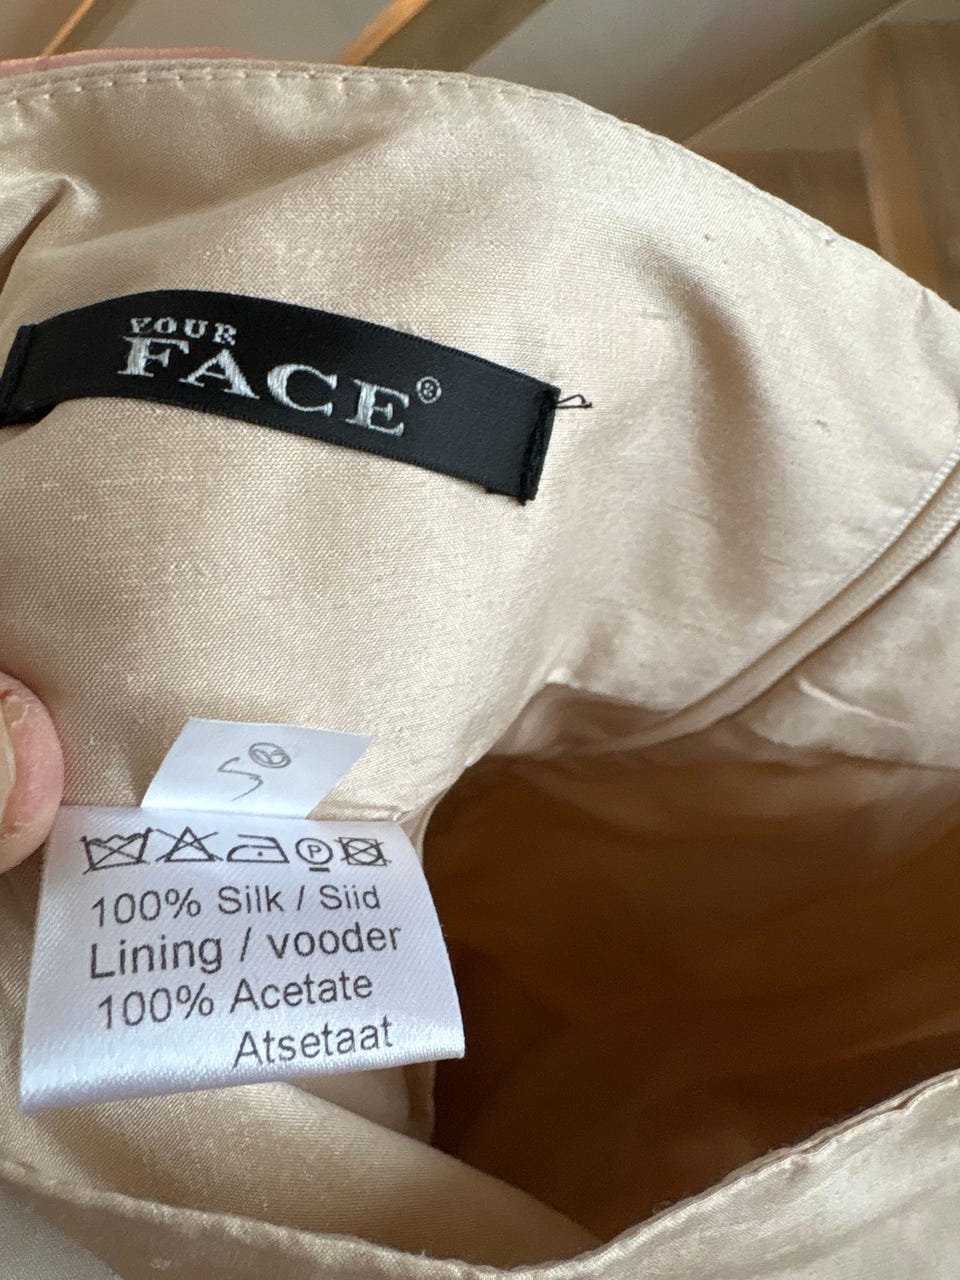 YOUR
FACE®
S
P
100% Silk / Siid
Lining / vooder
100% Acetate
Atsetaat